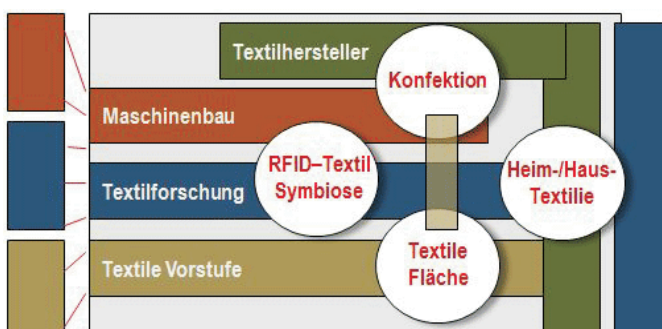 Textilhersteller
Konfektion
Maschinenbau
RFID–Textil
Symbiose
Textilforschung
Heim-/Haus-
Textilie
Textile Vorstufe
Textile
Fläche